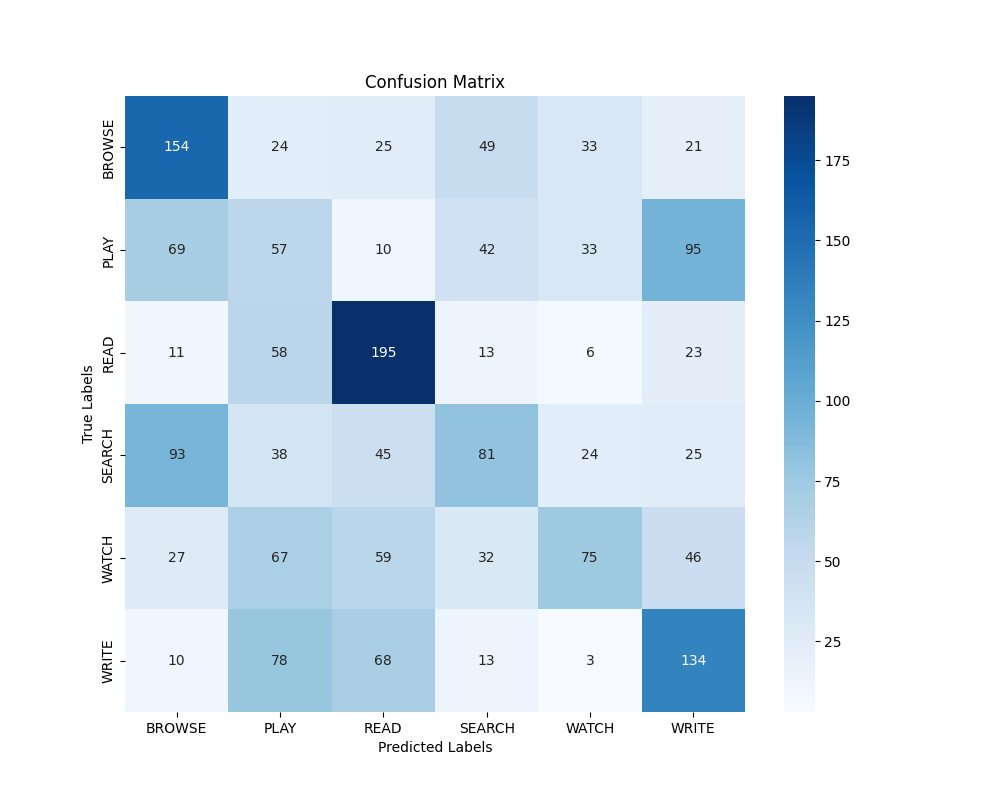 Confusion Matrix
True Labels
BROWSE 154 24 25 49 33 21
PLAY 69 57 10 42 33 95
READ 11 58 195 13 6 23
SEARCH 93 38 45 81 24 25
WATCH 27 67 59 32 75 46
WRITE 10 78 68 13 3 134
BROWSE PLAY READ SEARCH WATCH WRITE
Predicted Labels
175
150
125
100
75
50
25